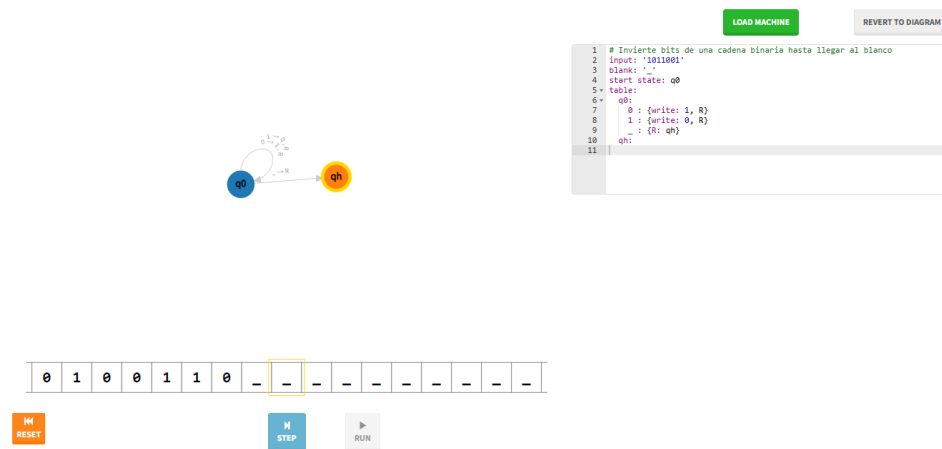 LOAD MACHINE
REVERT TO DIAGRAM
1 # Invierte bits de una cadena binaria hasta llegar al blanco
2 input: '1011001'
3 blank: '_'
4 start state: q0
5 table:
6 q0:
7 0 : {write: 1, R}
8 1 : {write: 0, R}
9 _ : {R: qh}
10 qh:
11
_→R
q0
qh
0 1 0 0 1 1 0 _ _ _ _ _ _ _ _ _ _
RESET
STEP
RUN